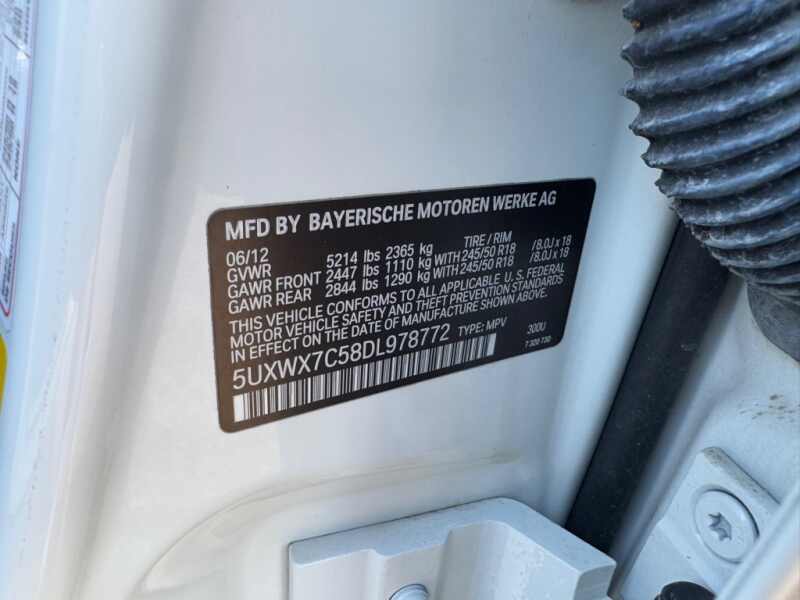 MFD BY BAYERISCHE MOTOREN WERKE AG
06/12 TIRE / RIM
GVWR 5214 lbs 2365 kg
GAWR FRONT 2447 lbs 1110 kg WITH 245/50 R18 /8.0J x 18
GAWR REAR 2844 lbs 1290 kg WITH 245/50 R18 /8.0J x 18
THIS VEHICLE CONFORMS TO ALL APPLICABLE U.S. FEDERAL
MOTOR VEHICLE SAFETY AND THEFT PREVENTION STANDARDS
IN EFFECT ON THE DATE OF MANUFACTURE SHOWN ABOVE.
5UXWX7C58DL978772 TYPE: MPV 300U